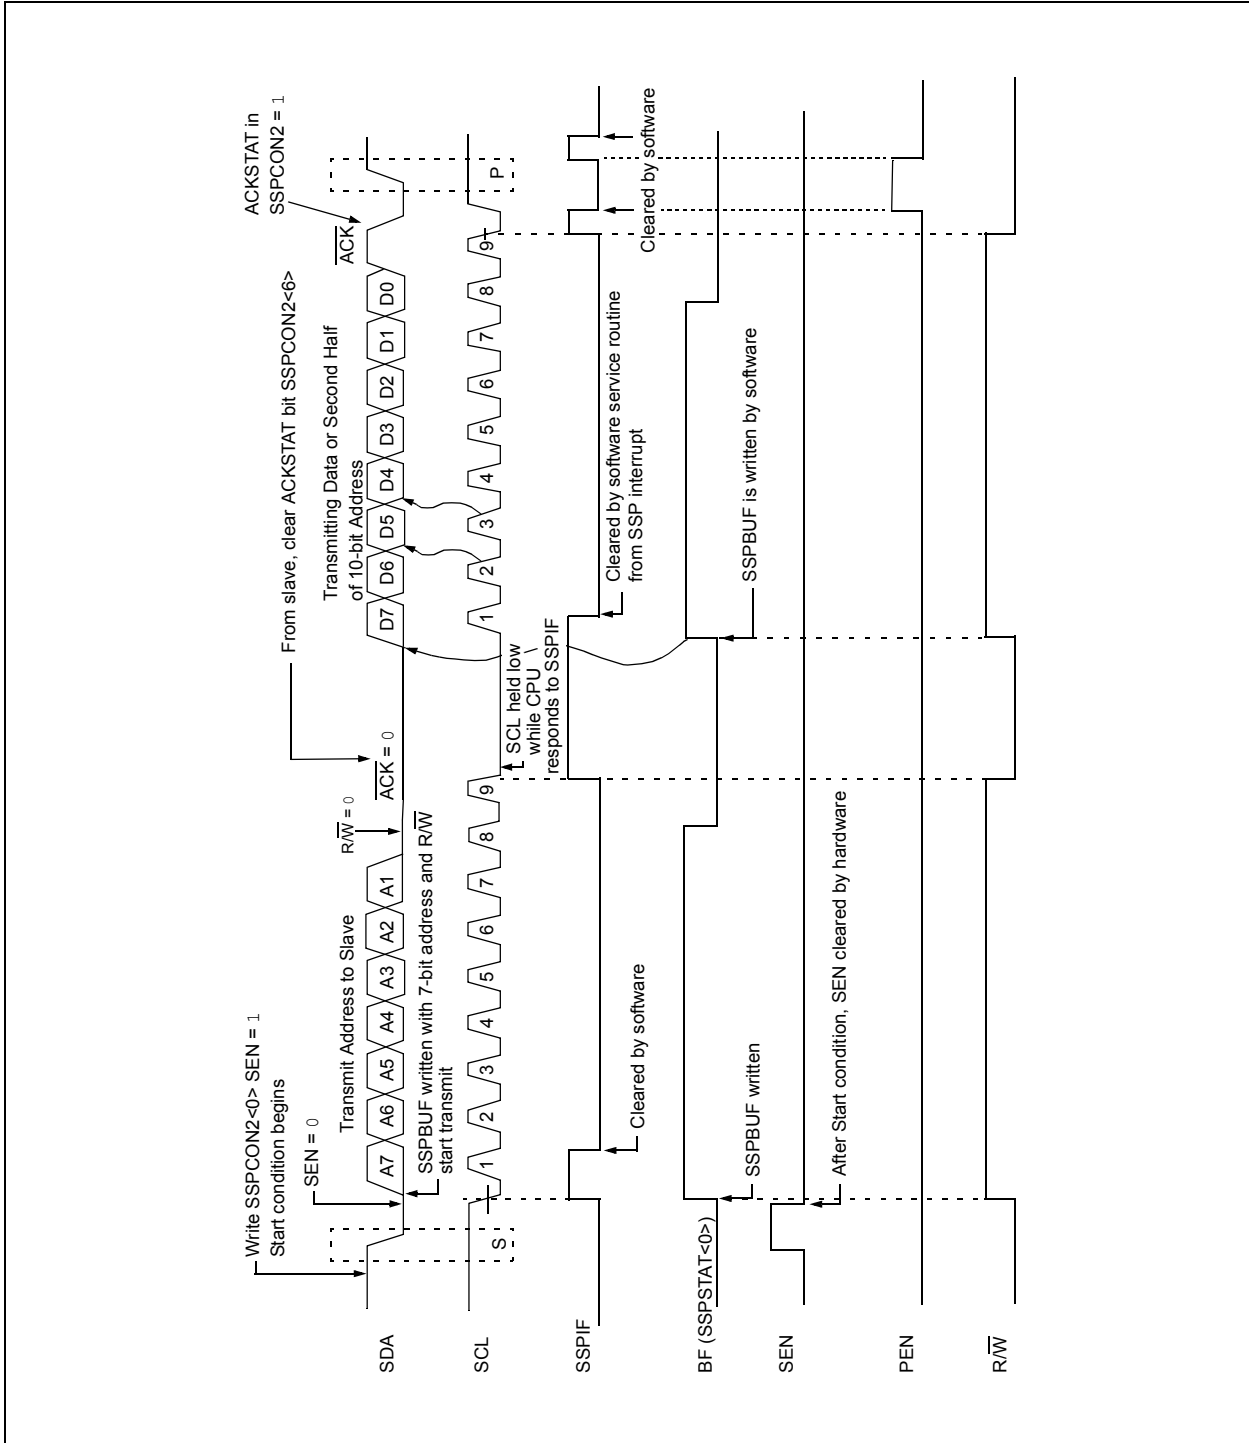 Write SSPCON2<0> SEN = 1
Start condition begins
SEN = 0
From slave, clear ACKSTAT bit SSPCON2<6>
ACKSTAT in
SSPCON2 = 1
Transmit Address to Slave
R/W = 0
ACK = 0
Transmitting Data or Second Half
of 10-bit Address
ACK
SDA
A7 A6 A5 A4 A3 A2 A1
D7 D6 D5 D4 D3 D2 D1 D0
SSPBUF written with 7-bit address and R/W
start transmit
SCL
S
1 2 3 4 5 6 7 8 9
1 2 3 4 5 6 7 8 9
P
SCL held low
while CPU
responds to SSPIF
SSPIF
Cleared by software
Cleared by software service routine
from SSP interrupt
Cleared by software
BF (SSPSTAT<0>)
SSPBUF written
SSPBUF is written by software
SEN
After Start condition, SEN cleared by hardware
PEN
R/W